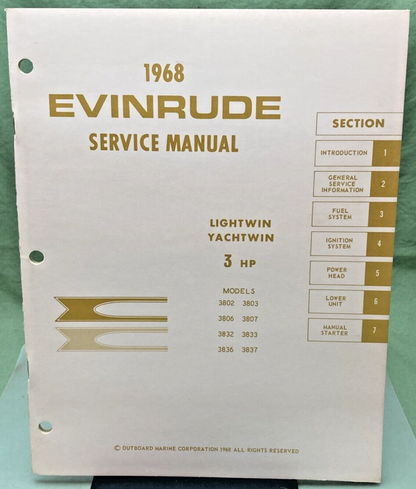 1968
EVINRUDE
SERVICE MANUAL
LIGHTWIN
YACHTWIN
3 HP
MODELS
3802 3803
3806 3807
3832 3833
3836 3837
SECTION
INTRODUCTION 1
GENERAL
SERVICE 2
INFORMATION
FUEL
SYSTEM 3
IGNITION
SYSTEM 4
POWER
HEAD 5
LOWER
UNIT 6
MANUAL
STARTER 7
© OUTBOARD MARINE CORPORATION 1968 ALL RIGHTS RESERVED